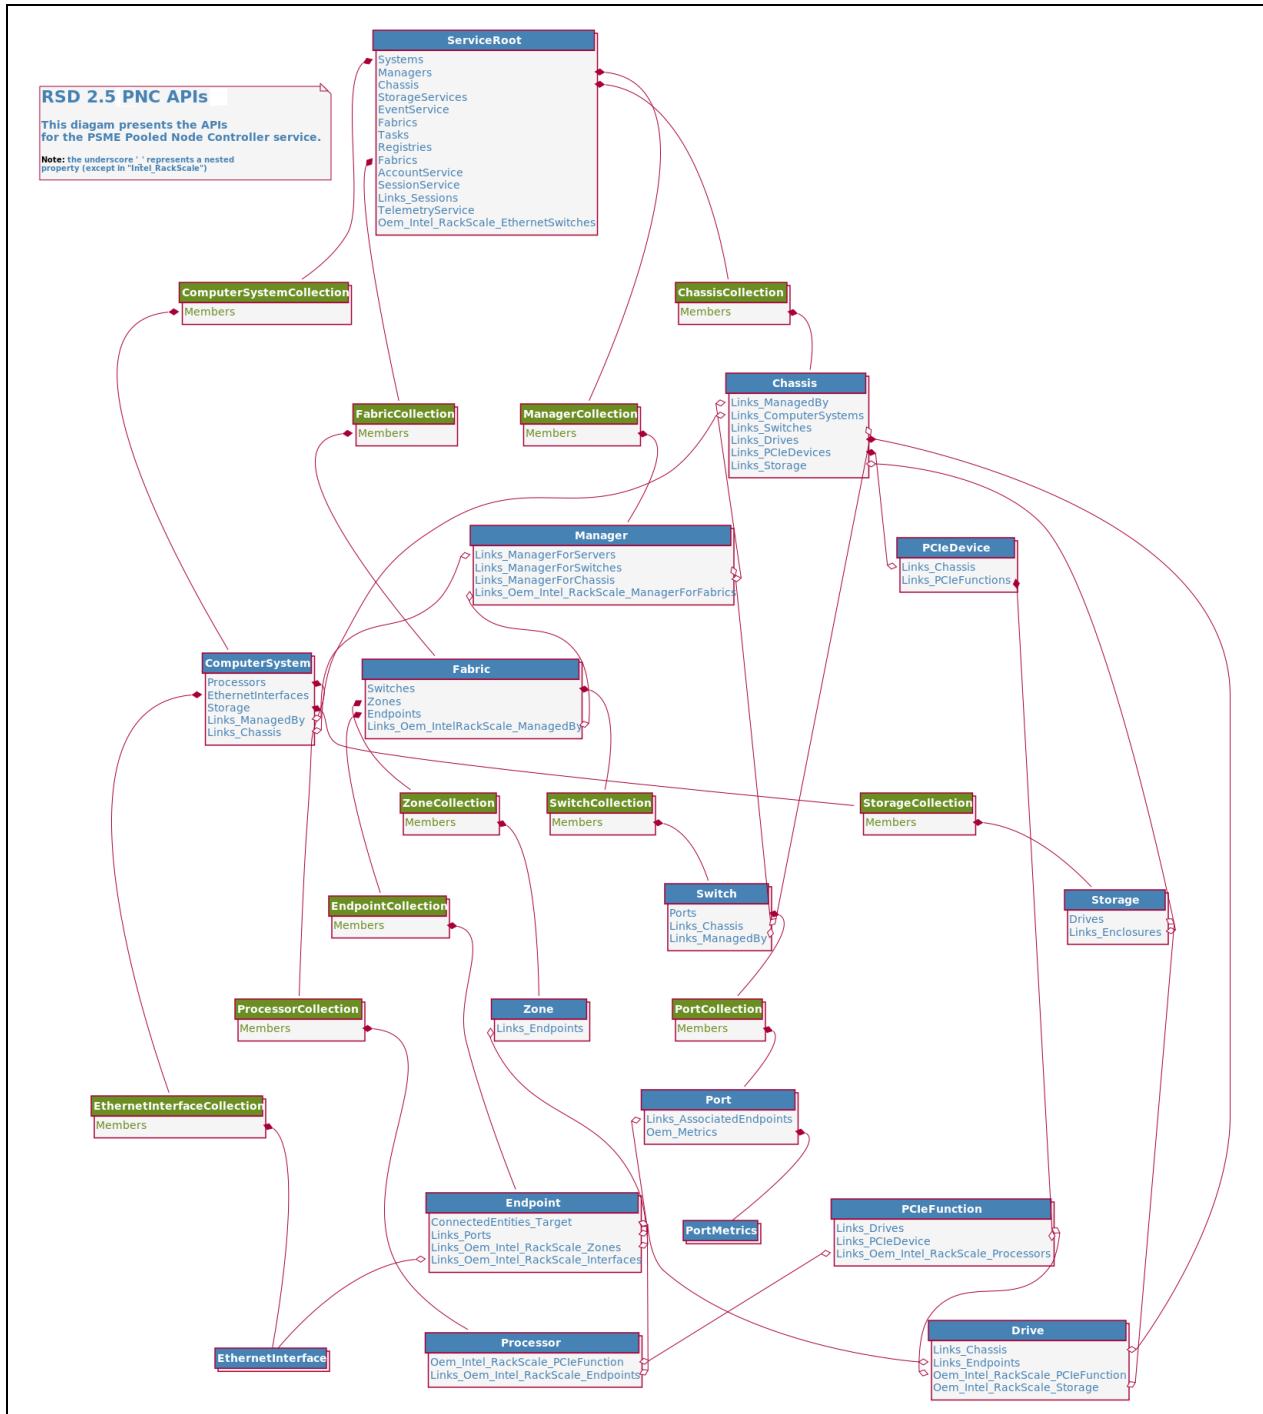 ServiceRoot
Systems
Managers
Chassis
StorageServices
EventService
Fabrics
Tasks
Registries
Fabrics
AccountService
SessionService
Links_Sessions
TelemetryService
Oem_Intel_RackScale_EthernetSwitches
RSD 2.5 PNC APIs
This diagam presents the APIs
for the PSME Pooled Node Controller service.
Note: the underscore '_' represents a nested
property (except in "Intel_RackScale")
ComputerSystemCollection
Members
ChassisCollection
Members
Chassis
Links_ManagedBy
Links_ComputerSystems
Links_Switches
Links_Drives
Links_PCIeDevices
Links_Storage
FabricCollection
Members
ManagerCollection
Members
Manager
Links_ManagerForServers
Links_ManagerForSwitches
Links_ManagerForChassis
Links_Oem_Intel_RackScale_ManagerForFabrics
PCIeDevice
Links_Chassis
Links_PCIeFunctions
ComputerSystem
Processors
EthernetInterfaces
Storage
Links_ManagedBy
Links_Chassis
Fabric
Switches
Zones
Endpoints
Links_Oem_IntelRackScale_ManagedBy
ZoneCollection
Members
SwitchCollection
Members
StorageCollection
Members
EndpointCollection
Members
Switch
Ports
Links_Chassis
Links_ManagedBy
Storage
Drives
Links_Enclosures
ProcessorCollection
Members
Zone
Links_Endpoints
PortCollection
Members
EthernetInterfaceCollection
Members
Port
Links_AssociatedEndpoints
Oem_Metrics
Endpoint
ConnectedEntities_Target
Links_Ports
Links_Oem_Intel_RackScale_Zones
Links_Oem_Intel_RackScale_Interfaces
PortMetrics
PCIeFunction
Links_Drives
Links_PCIeDevice
Links_Oem_Intel_RackScale_Processors
EthernetInterface
Processor
Oem_Intel_RackScale_PCIeFunction
Links_Oem_Intel_RackScale_Endpoints
Drive
Links_Chassis
Links_Endpoints
Oem_Intel_RackScale_PCIeFunction
Oem_Intel_RackScale_Storage